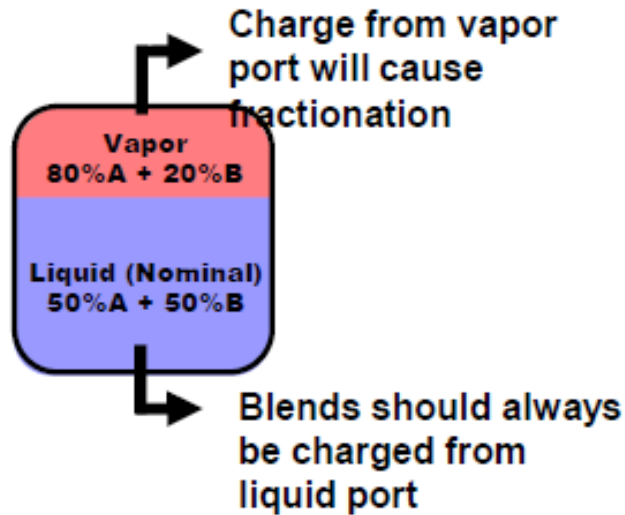 Charge from vapor
port will cause
fractionation
Vapor
80%A + 20%B
Liquid (Nominal)
50%A + 50%B
Blends should always
be charged from
liquid port